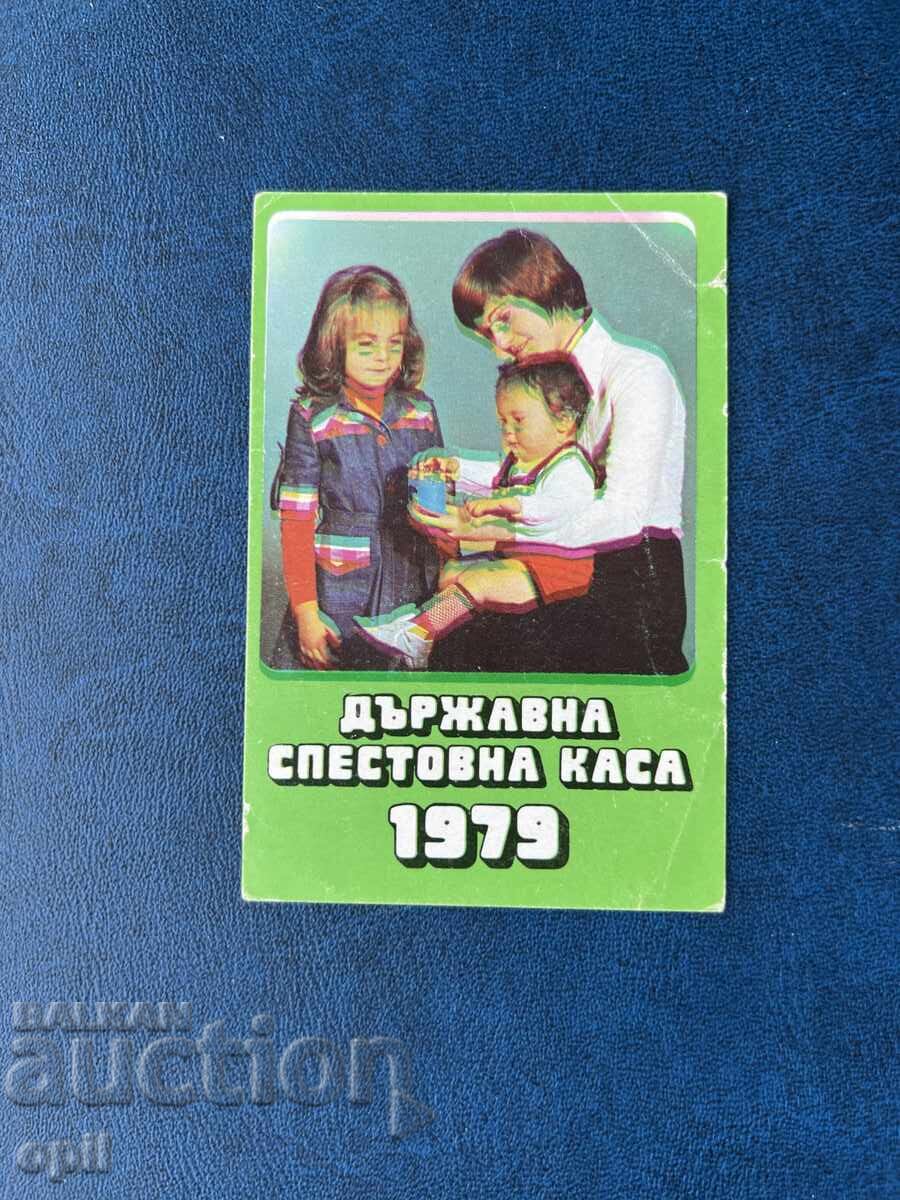 ДЪРЖАВНА
СПЕСТОВНА КАСА
1979
BALKAN
auction
opil